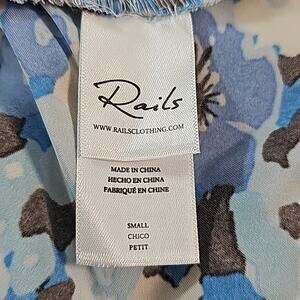 Rails
WWW.RAILSCLOTHING.COM
MADE IN CHINA
HECHO EN CHINA
FABRIQUÉ EN CHINE
SMALL
CHICO
PETIT